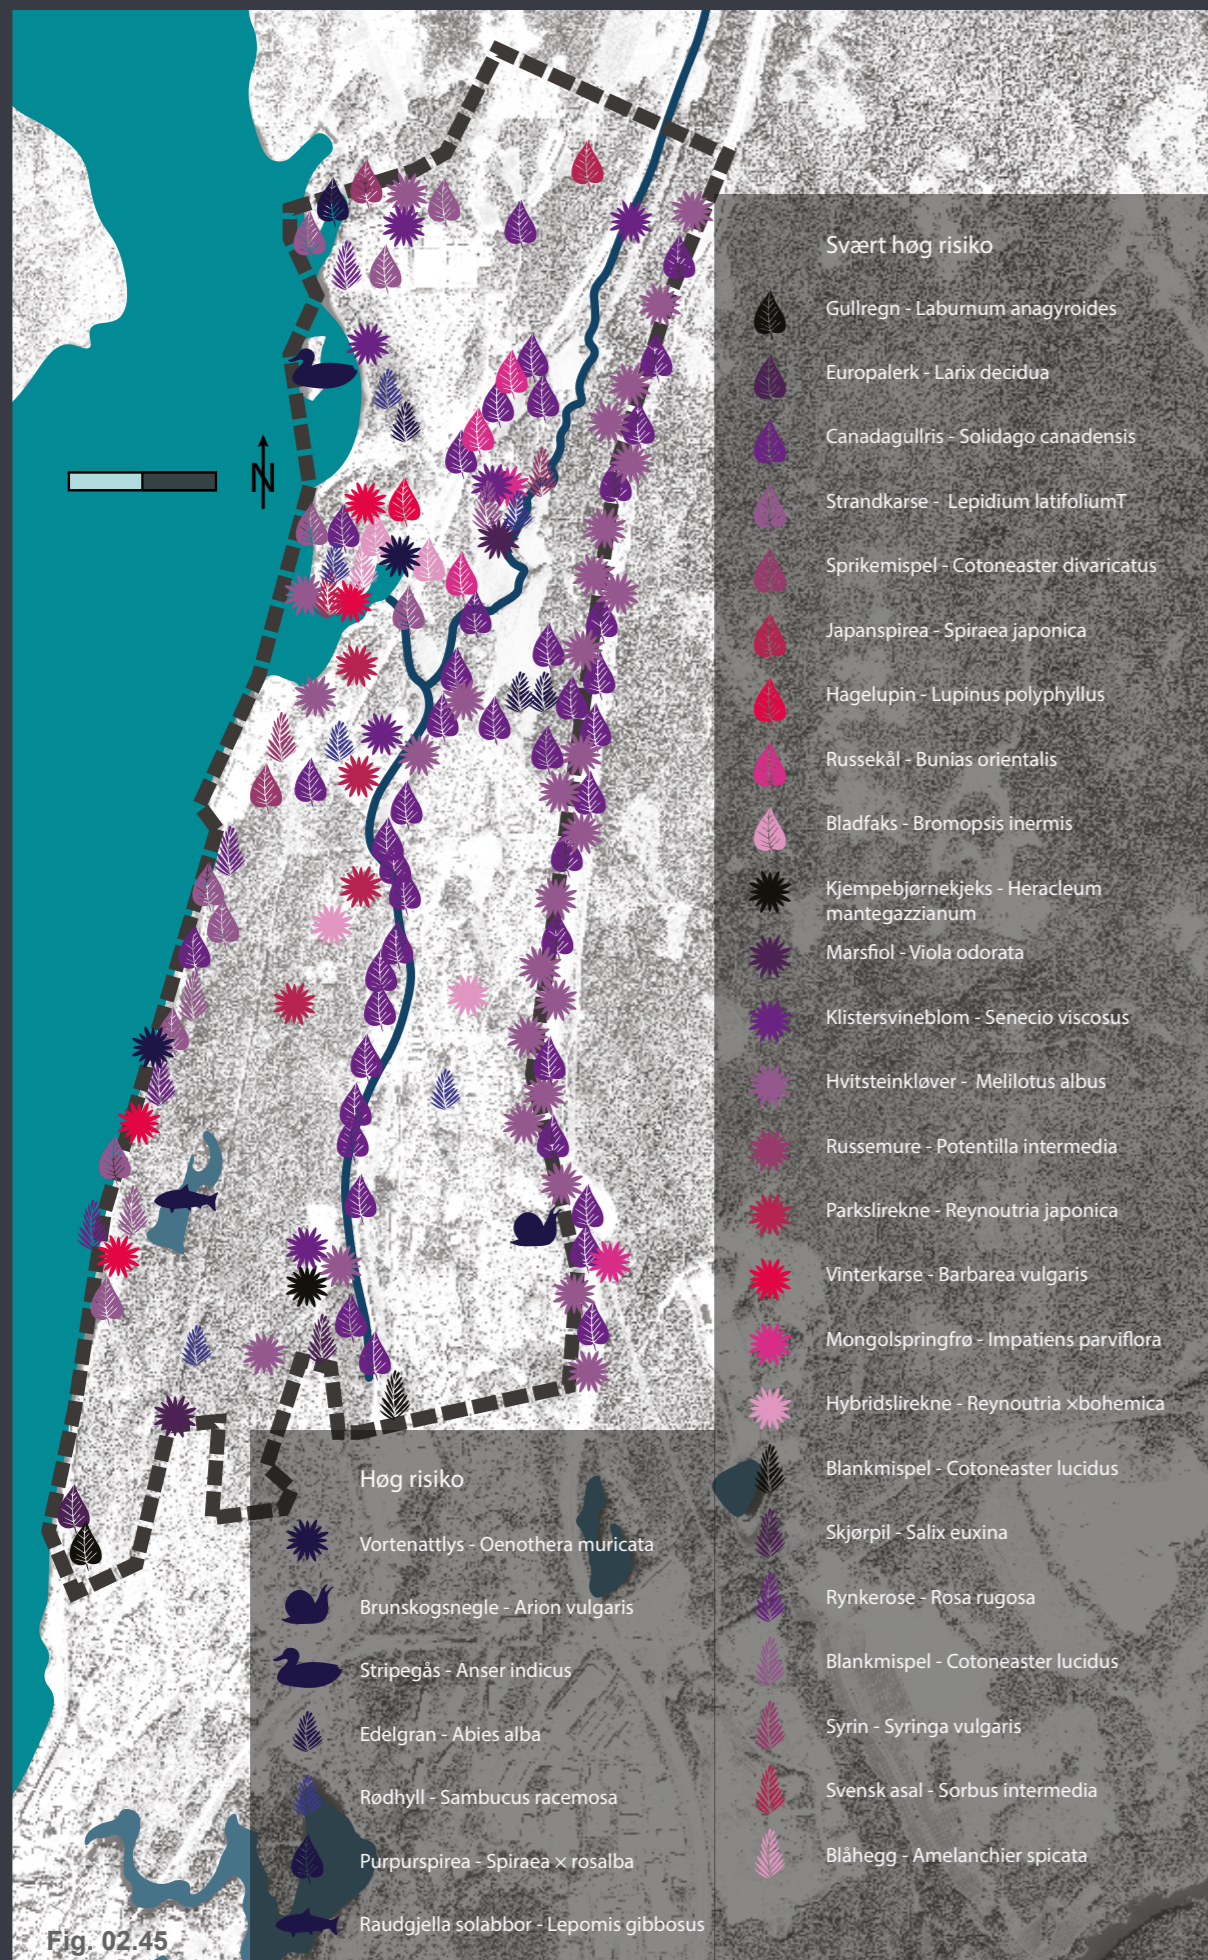 N
Svært høg risiko
Gullregn - Laburnum anagyroides
Europalerk - Larix decidua
Canadagullris - Solidago canadensis
Strandkarse - Lepidium latifoliumT
Sprikemispel - Cotoneaster divaricatus
Japanspirea - Spiraea japonica
Hagelupin - Lupinus polyphyllus
Russekål - Bunias orientalis
Bladfaks - Bromopsis inermis
Kjempebjørnekjeks - Heracleum
mantegazzianum
Marsfiol - Viola odorata
Klistersvineblom - Senecio viscosus
Hvitsteinkløver -  Melilotus albus
Russemure - Potentilla intermedia
Parkslirekne - Reynoutria japonica
Vinterkarse - Barbarea vulgaris
Mongolspringfrø - Impatiens parviflora
Hybridslirekne - Reynoutria ×bohemica
Blankmispel - Cotoneaster lucidus
Skjørpil - Salix euxina
Rynkerose - Rosa rugosa
Blankmispel - Cotoneaster lucidus
Syrin - Syringa vulgaris
Svensk asal - Sorbus intermedia
Blåhegg - Amelanchier spicata
Høg risiko
Vortenattlys - Oenothera muricata
Brunskogsnegle - Arion vulgaris
Stripegås - Anser indicus
Edelgran - Abies alba
Rødhyll - Sambucus racemosa
Purpurspirea - Spiraea × rosalba
Raudgjella solabbor - Lepomis gibbosus
Fig. 02.45